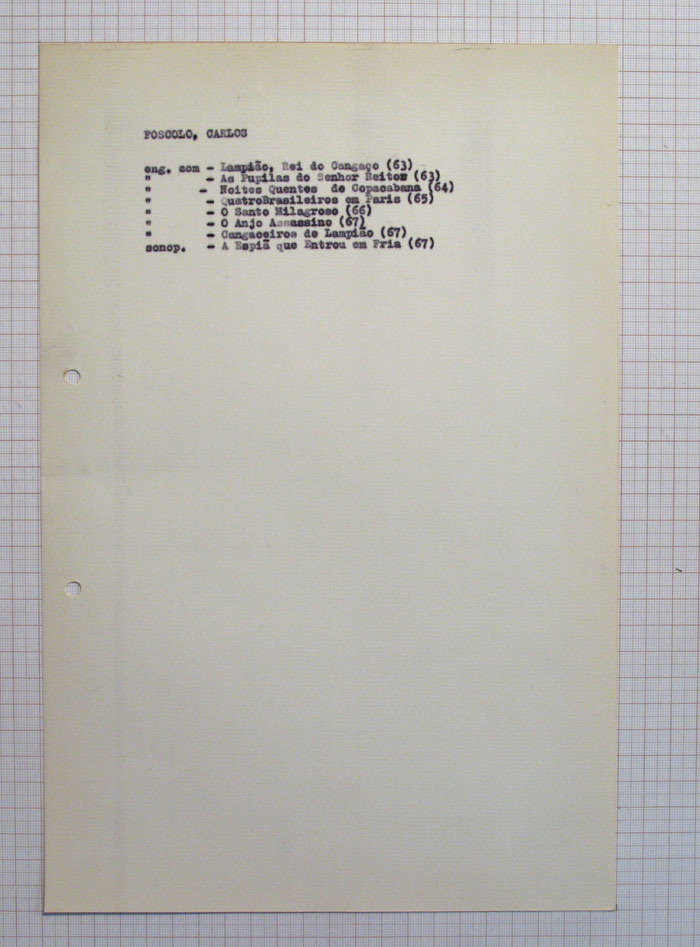 FOSCOLO, CARLOS
eng. som - Lampião, Rei do Cangaço (63)
" - As Pupilas do Senhor Reitor (63)
" - Noites Quentes de Copacabana (64)
" - QuatroBrasileiros em Paris (65)
" - O Santo Milagroso (66)
" - O Anjo Assassino (67)
" - Cangaceiros de Lampião (67)
sonop. - A Espiã que Entrou em Fria (67)